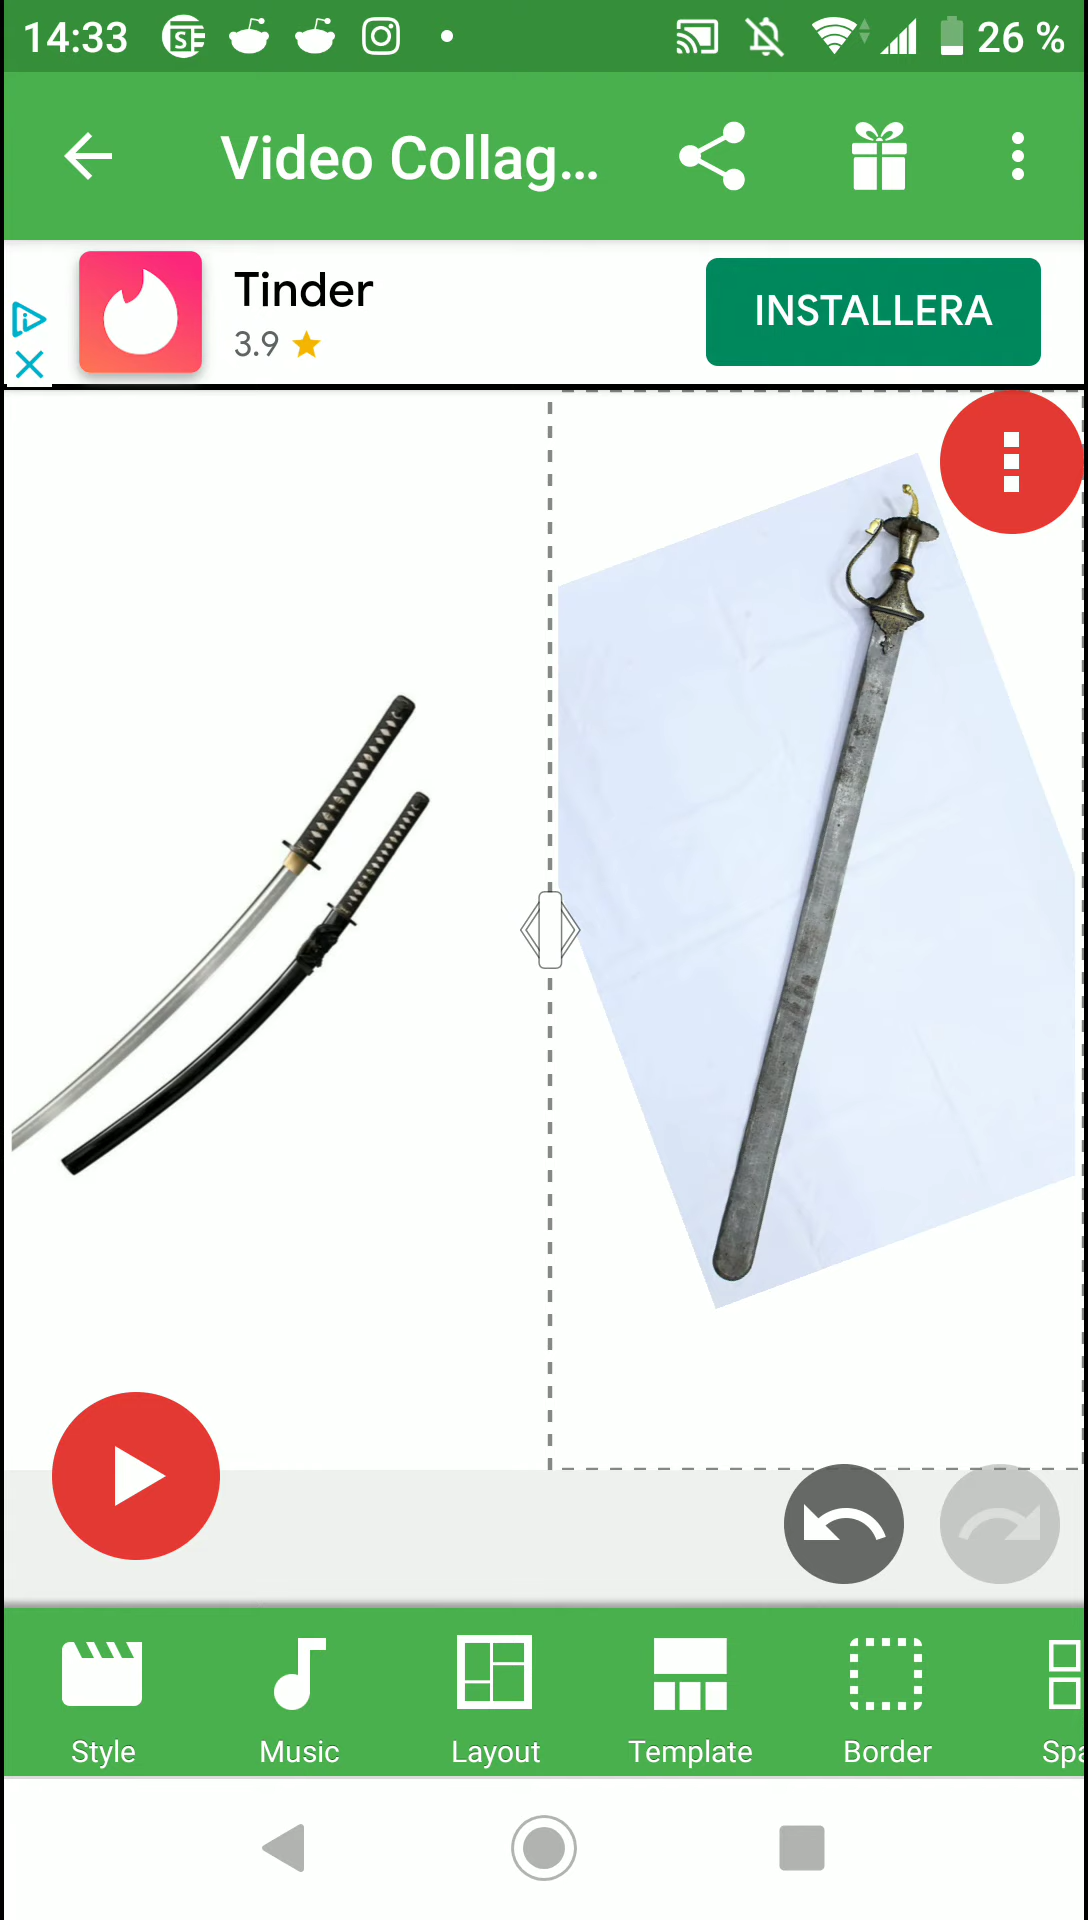 14:33
26 %
Video Collag...
Tinder
3.9
INSTALLERA
Style
Music
Layout
Template
Border
Spa